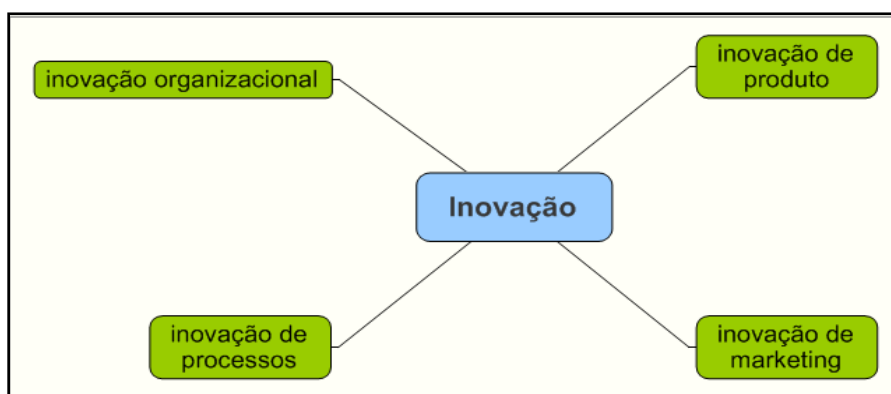 inovação organizacional
inovação de
produto
Inovação
inovação de
processos
inovação de
marketing